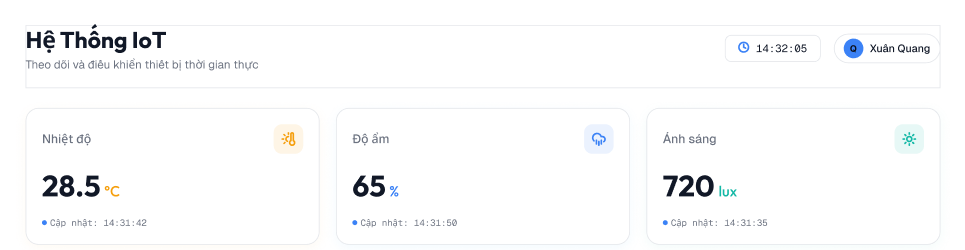 Hệ Thống IoT
Theo dõi và điều khiển thiết bị thời gian thực
14:32:05
Q
Xuân Quang
Nhiệt độ
28.5 °C
Cập nhật: 14:31:42
Độ ẩm
65 %
Cập nhật: 14:31:50
Ánh sáng
720 lux
Cập nhật: 14:31:35